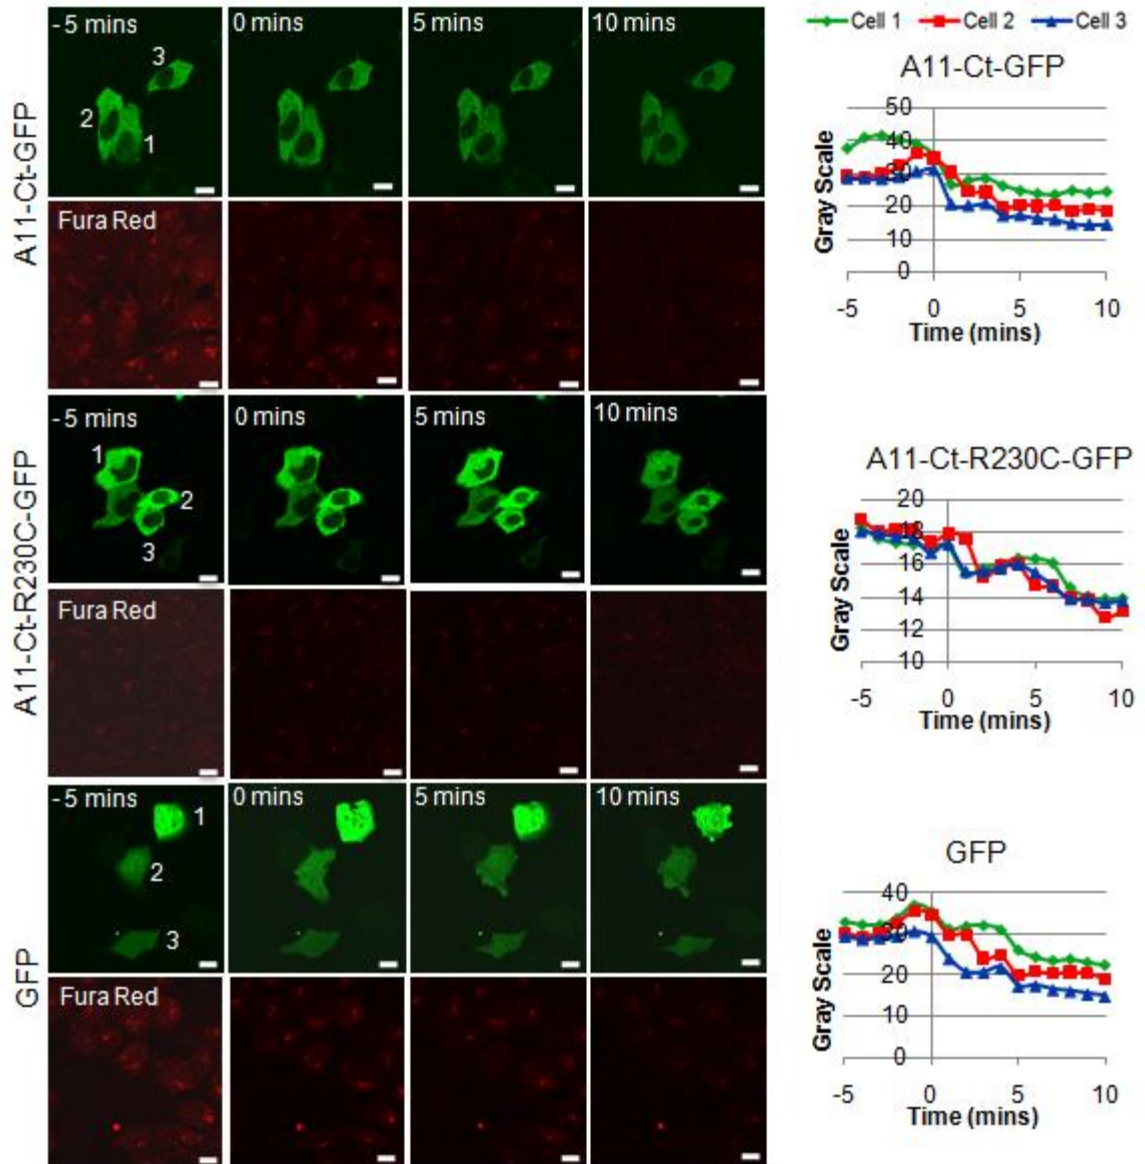 Cell 1 Cell 2 Cell 3
A11-Ct-GFP
-5 mins 0 mins 5 mins 10 mins
3
2
1
Fura Red
A11-Ct-GFP
Gray Scale
50
40
30
20
10
0
-5 0 5 10
Time (mins)
A11-Ct-R230C-GFP
-5 mins 0 mins 5 mins 10 mins
1
2
3
Fura Red
A11-Ct-R230C-GFP
Gray Scale
20
18
16
14
12
10
-5 0 5 10
Time (mins)
GFP
-5 mins 0 mins 5 mins 10 mins
1
2
3
Fura Red
GFP
Gray Scale
40
30
20
10
0
-5 0 5 10
Time (mins)